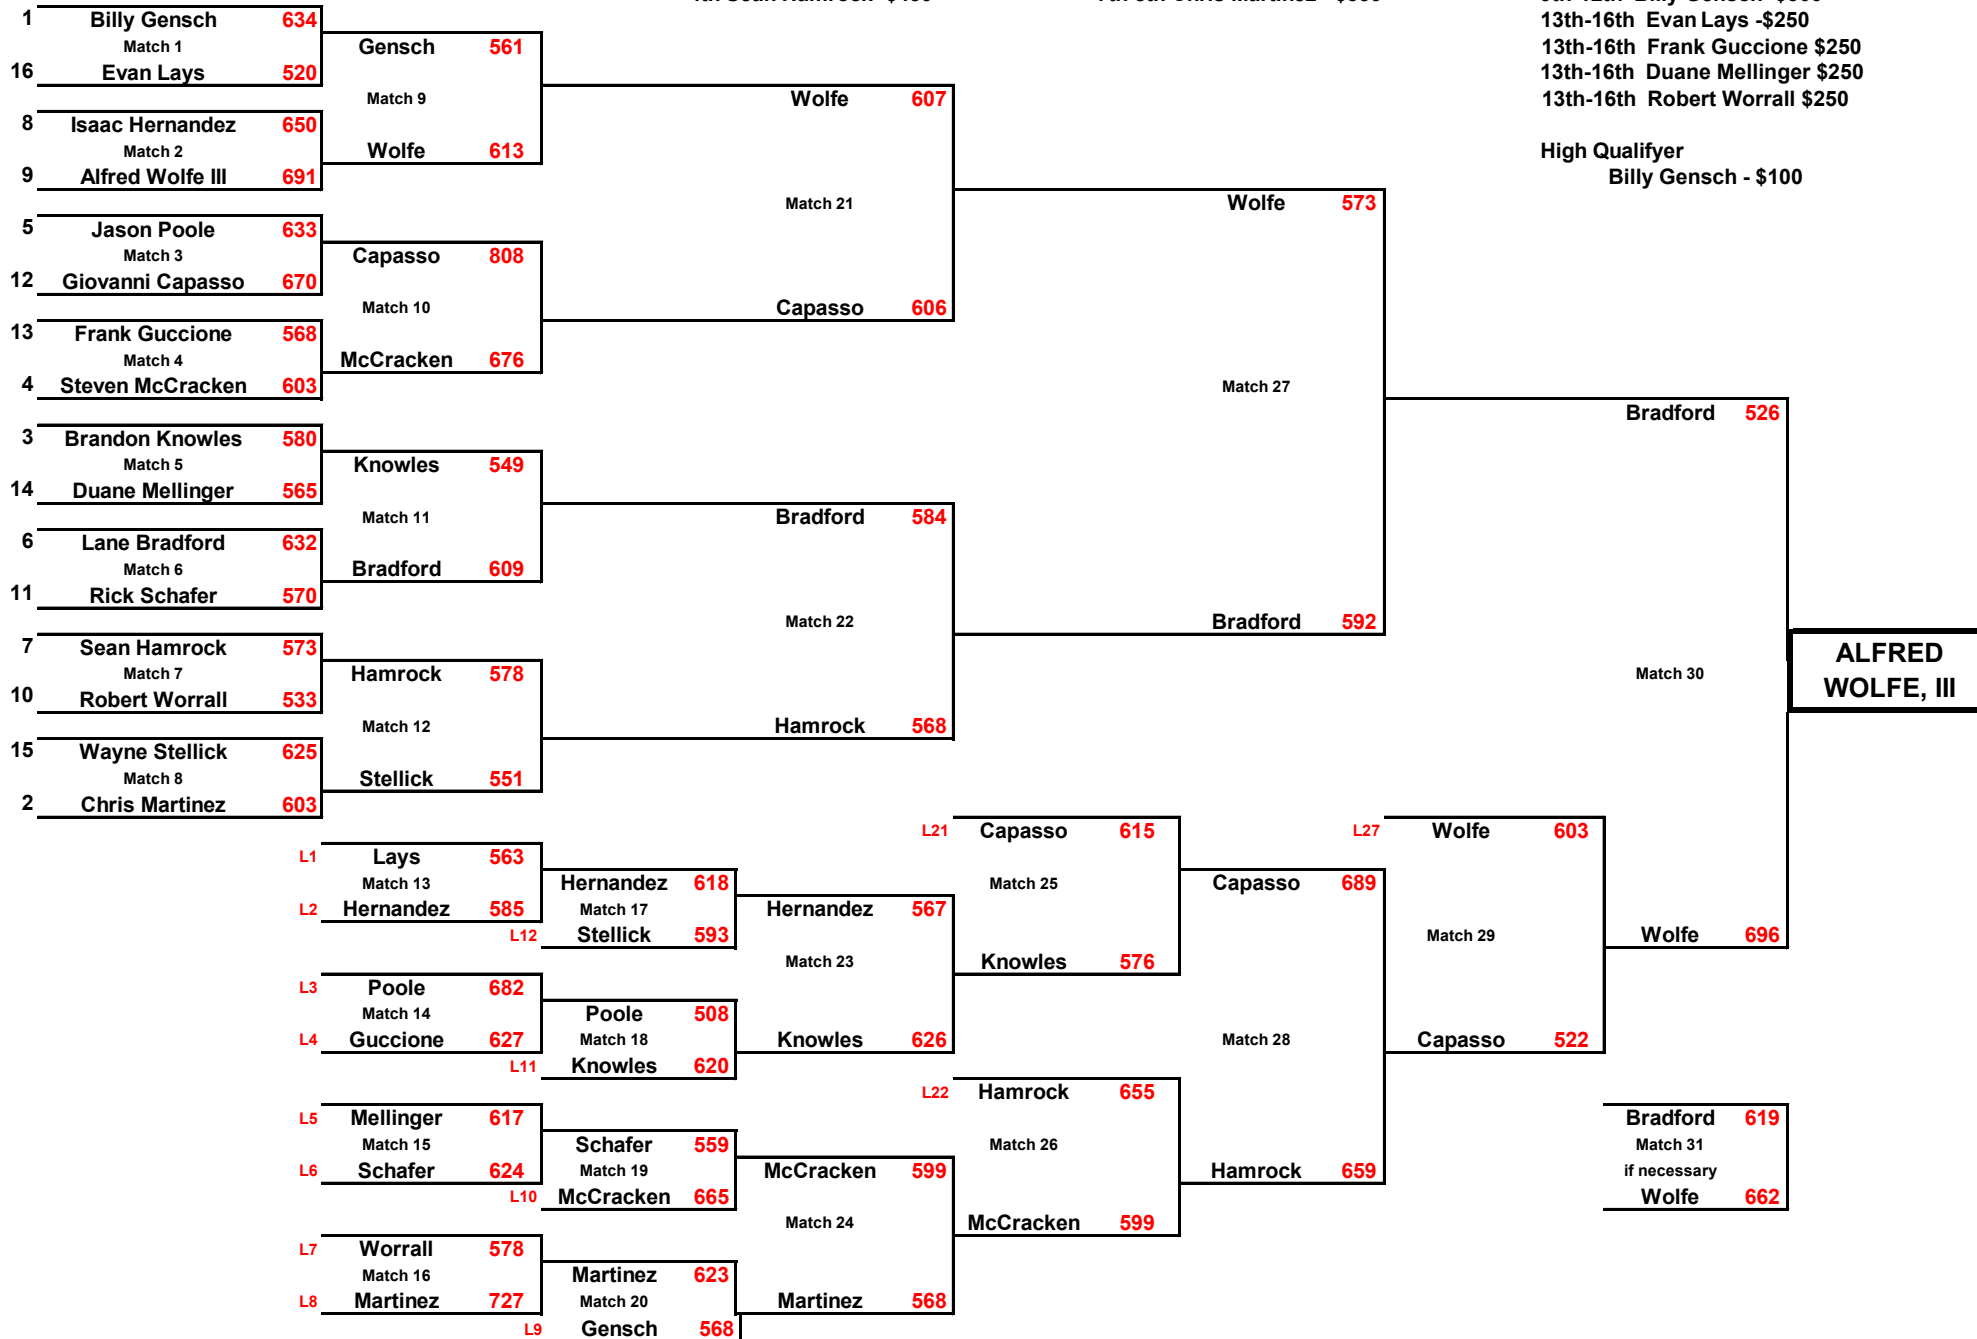 1 Billy Gensch 634
Match 1
16 Evan Lays 520
8 Isaac Hernandez 650
Match 2
9 Alfred Wolfe III 691
5 Jason Poole 633
Match 3
12 Giovanni Capasso 670
13 Frank Guccione 568
Match 4
4 Steven McCracken 603
3 Brandon Knowles 580
Match 5
14 Duane Mellinger 565
6 Lane Bradford 632
Match 6
11 Rick Schafer 570
7 Sean Hamrock 573
Match 7
10 Robert Worrall 533
15 Wayne Stellick 625
Match 8
2 Chris Martinez 603
Gensch 561
Match 9
Wolfe 613
Capasso 808
Match 10
McCracken 676
Knowles 549
Match 11
Bradford 609
Hamrock 578
Match 12
Stellick 551
Wolfe 607
Match 21
Capasso 606
Bradford 584
Match 22
Hamrock 568
Wolfe 573
Match 27
Bradford 592
Bradford 526
Match 30
Wolfe 696
ALFRED
WOLFE, III
13th-16th Evan Lays -$250
13th-16th Frank Guccione $250
13th-16th Duane Mellinger $250
13th-16th Robert Worrall $250
High Qualifyer
Billy Gensch - $100
L1 Lays 563
Match 13
L2 Hernandez 585
L3 Poole 682
Match 14
L4 Guccione 627
L5 Mellinger 617
Match 15
L6 Schafer 624
L7 Worrall 578
Match 16
L8 Martinez 727
Hernandez 618
Match 17
L12 Stellick 593
Poole 508
Match 18
L11 Knowles 620
Schafer 559
Match 19
L10 McCracken 665
Martinez 623
Match 20
L9 Gensch 568
Hernandez 567
Match 23
Knowles 626
McCracken 599
Match 24
Martinez 568
L21 Capasso 615
Match 25
Knowles 576
L22 Hamrock 655
Match 26
McCracken 599
Capasso 689
Match 28
Hamrock 659
L27 Wolfe 603
Match 29
Capasso 522
Bradford 619
Match 31
if necessary
Wolfe 662